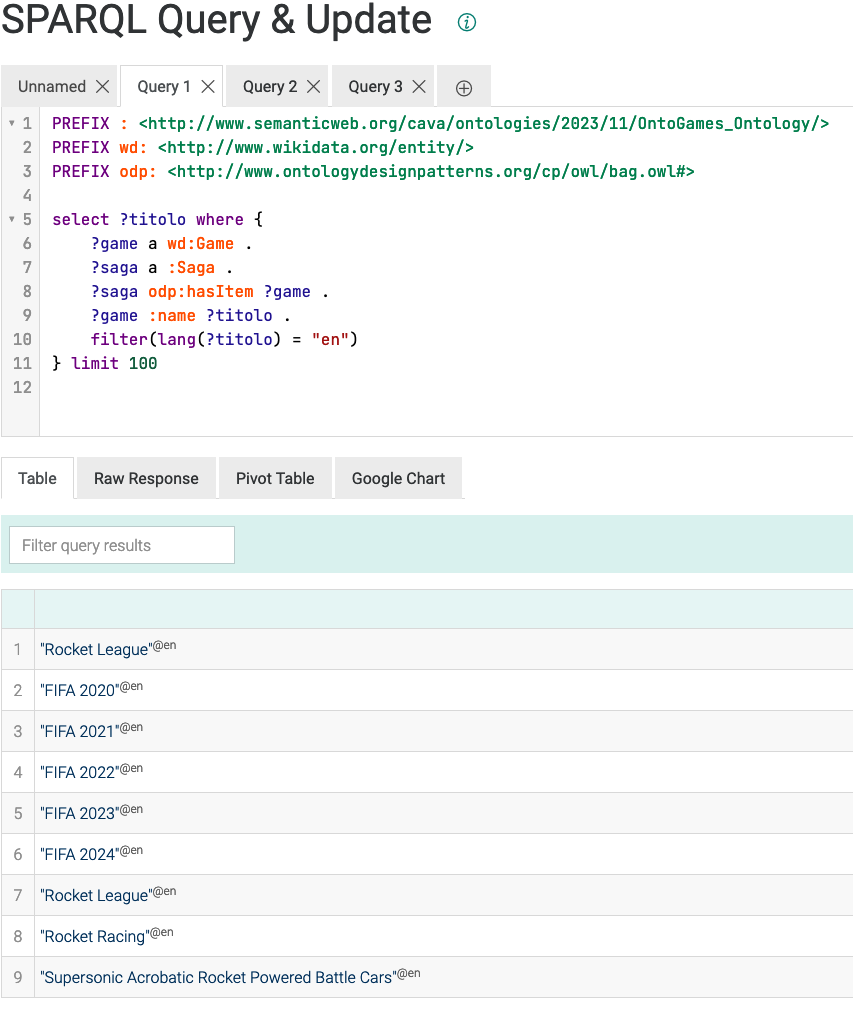 SPARQL Query & Update
Unnamed Query 1 Query 2 Query 3
1 PREFIX : <http://www.semanticweb.org/cava/ontologies/2023/11/OntoGames_Ontology/>
2 PREFIX wd: <http://www.wikidata.org/entity/>
3 PREFIX odp: <http://www.ontologydesignpatterns.org/cp/owl/bag.owl#>
4
5 select ?titolo where {
6 ?game a wd:Game .
7 ?saga a :Saga .
8 ?saga odp:hasItem ?game .
9 ?game :name ?titolo .
10 filter(lang(?titolo) = "en")
11 } limit 100
12
Table Raw Response Pivot Table Google Chart
Filter query results
1 "Rocket League"@en
2 "FIFA 2020"@en
3 "FIFA 2021"@en
4 "FIFA 2022"@en
5 "FIFA 2023"@en
6 "FIFA 2024"@en
7 "Rocket League"@en
8 "Rocket Racing"@en
9 "Supersonic Acrobatic Rocket Powered Battle Cars"@en